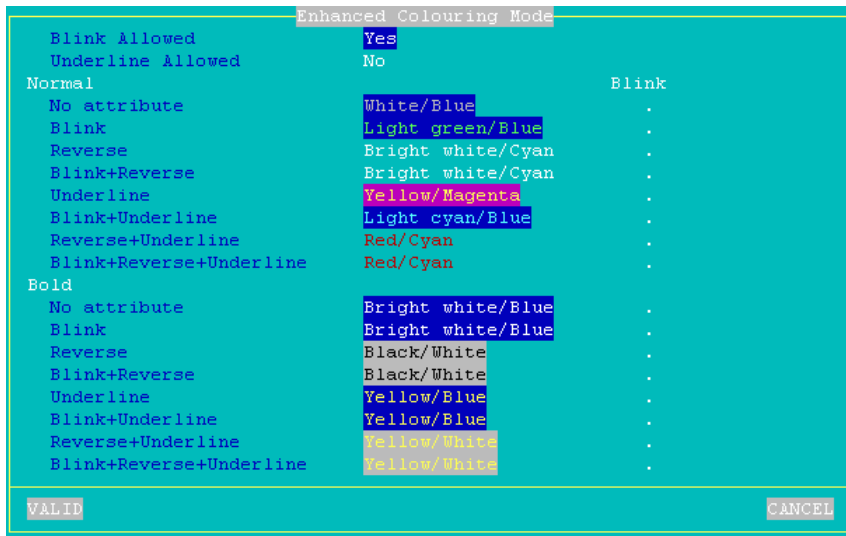 Enhanced Colouring Mode
Blink Allowed Yes
Underline Allowed No
Normal Blink
No attribute White/Blue .
Blink Light green/Blue .
Reverse Bright white/Cyan .
Blink+Reverse Bright white/Cyan .
Underline Yellow/Magenta .
Blink+Underline Light cyan/Blue .
Reverse+Underline Red/Cyan .
Blink+Reverse+Underline Red/Cyan .
Bold
No attribute Bright white/Blue .
Blink Bright white/Blue .
Reverse Black/White .
Blink+Reverse Black/White .
Underline Yellow/Blue .
Blink+Underline Yellow/Blue .
Reverse+Underline Yellow/White .
Blink+Reverse+Underline Yellow/White .
VALID CANCEL